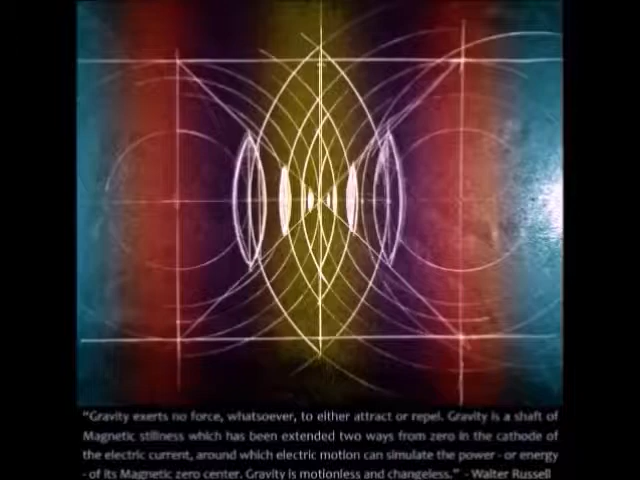 "Gravity exerts no force, whatsoever, to either attract or repel. Gravity is a shaft of
Magnetic stillness which has been extended two ways from zero in the cathode of
the electric current, around which electric motion can simulate the power - or energy
- of its Magnetic zero center. Gravity is motionless and changeless." - Walter Russell